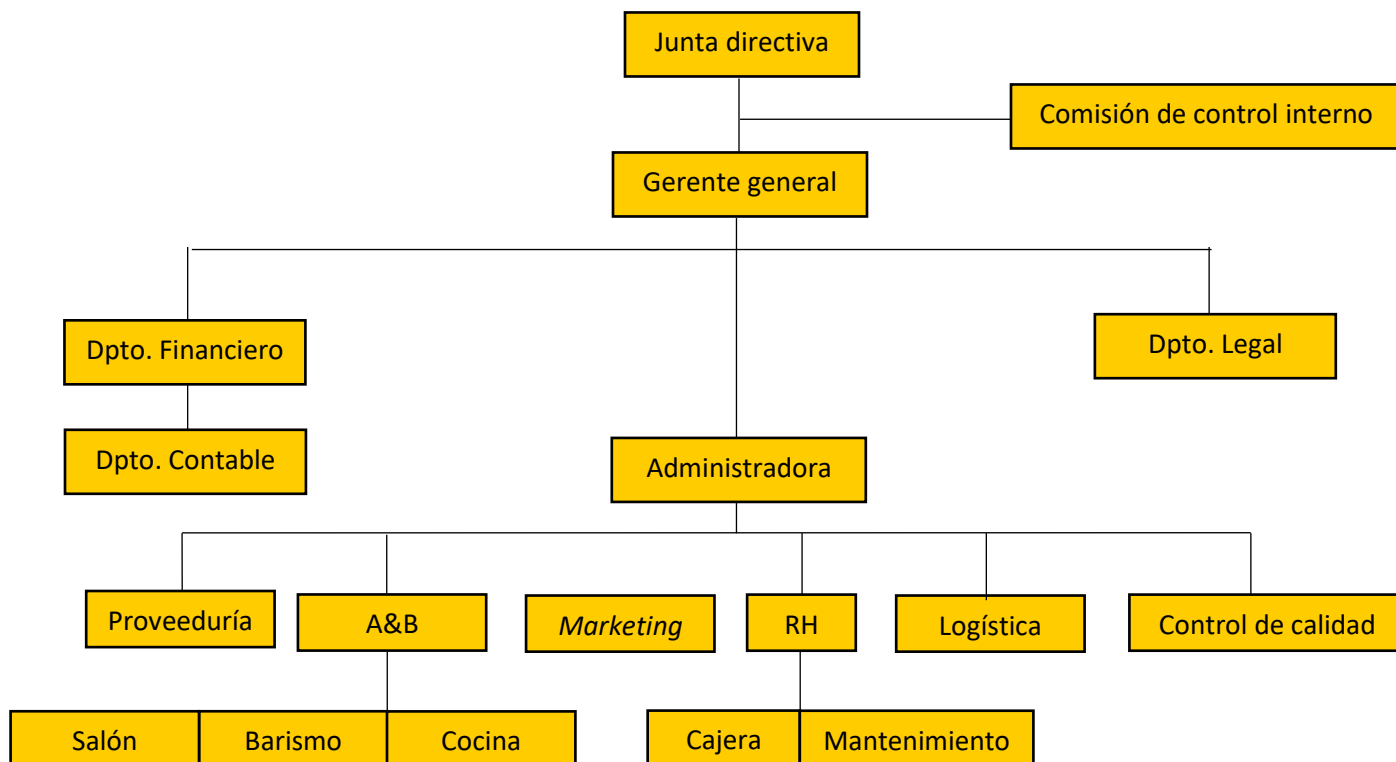 Junta directiva
Comisión de control interno
Gerente general
Dpto. Financiero
Dpto. Legal
Dpto. Contable
Administradora
Proveeduría
A&B
Marketing
RH
Logística
Control de calidad
Salón
Barismo
Cocina
Cajera
Mantenimiento